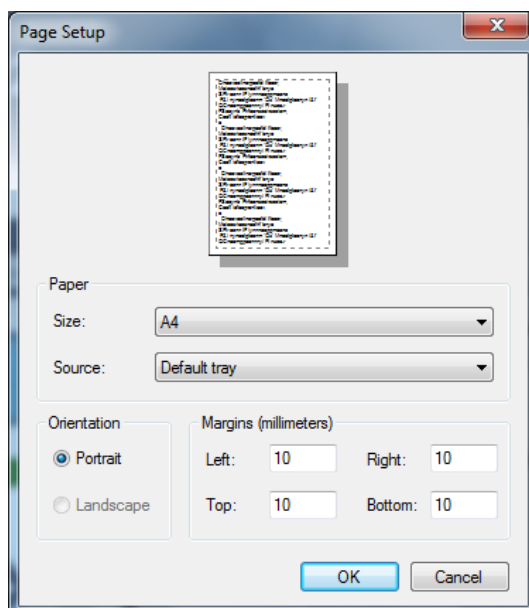 Page Setup
Paper
Size: A4
Source: Default tray
Orientation
Portrait
Landscape
Margins (millimeters)
Left: 10 Right: 10
Top: 10 Bottom: 10
OK Cancel